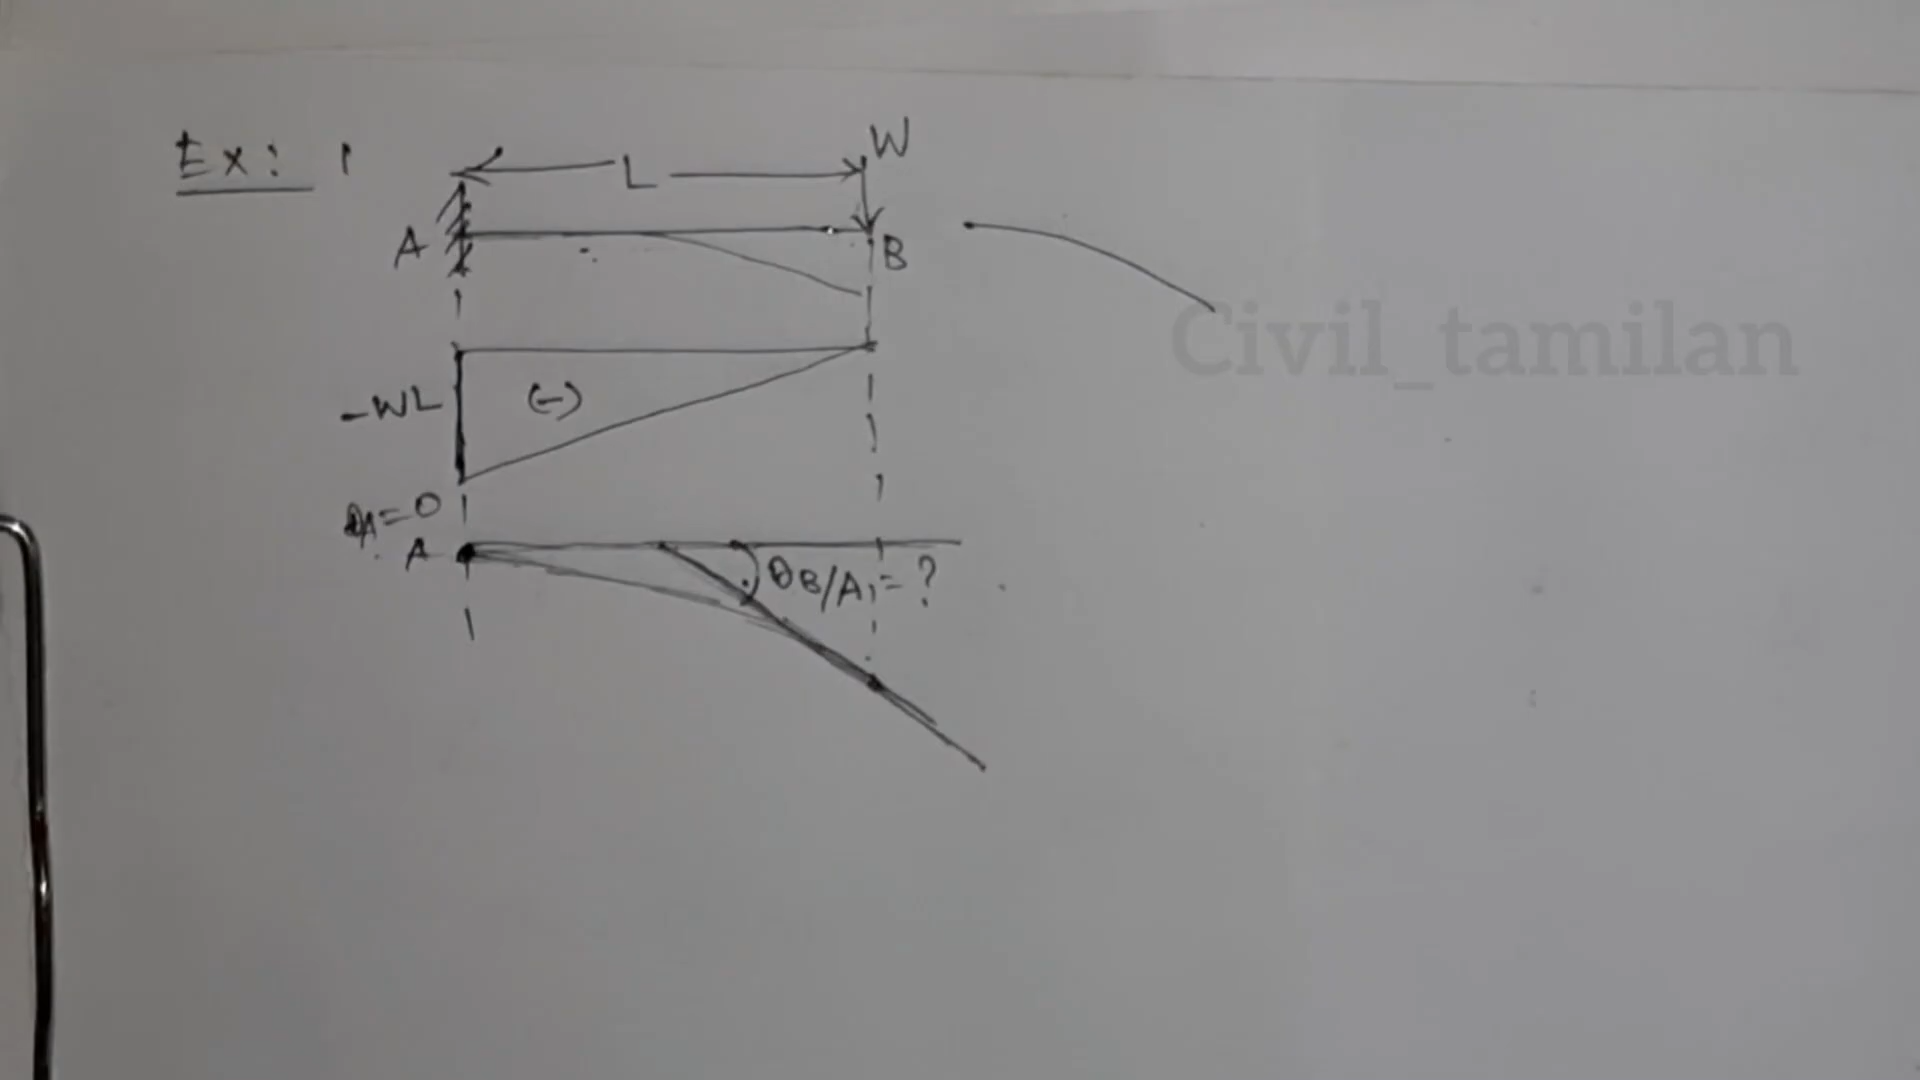 Ex: 1
W
L
A
B
Civil_tamilan
-WL
(-)
θA=0
A
θB/A=?